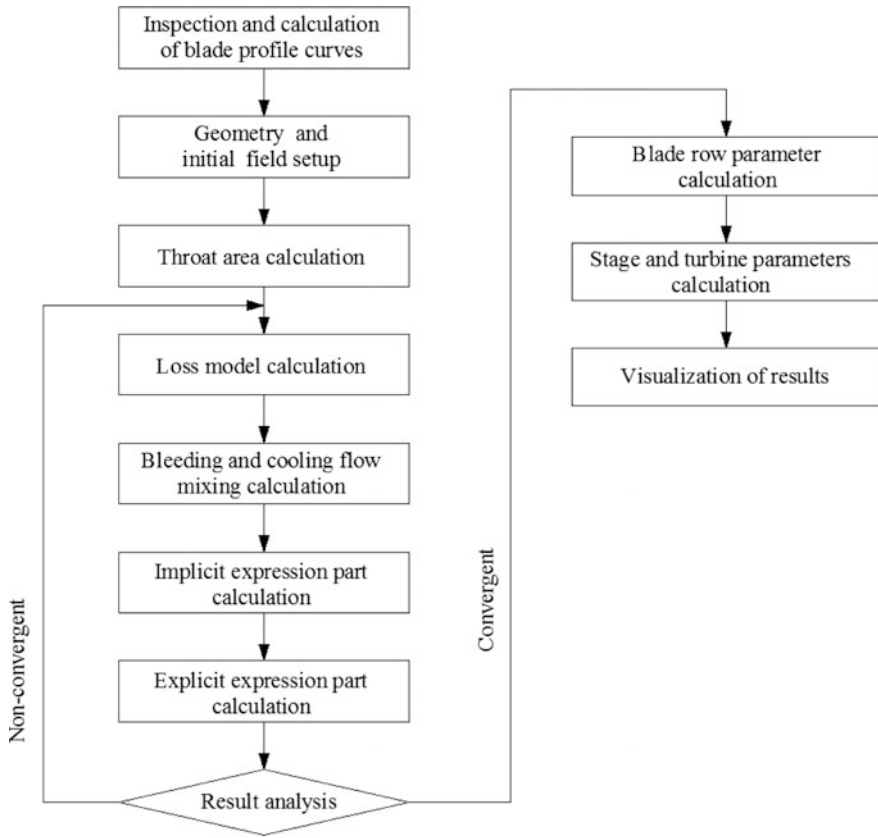 Inspection and calculation
of blade profile curves
Geometry and
initial field setup
Throat area calculation
Loss model calculation
Bleeding and cooling flow
mixing calculation
Implicit expression part
calculation
Explicit expression part
calculation
Result analysis
Non-convergent
Convergent
Blade row parameter
calculation
Stage and turbine parameters
calculation
Visualization of results